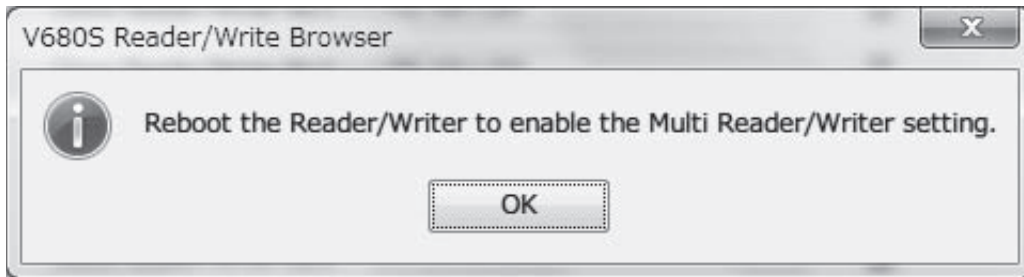 V680S Reader/Write Browser
Reboot the Reader/Writer to enable the Multi Reader/Writer setting.
OK